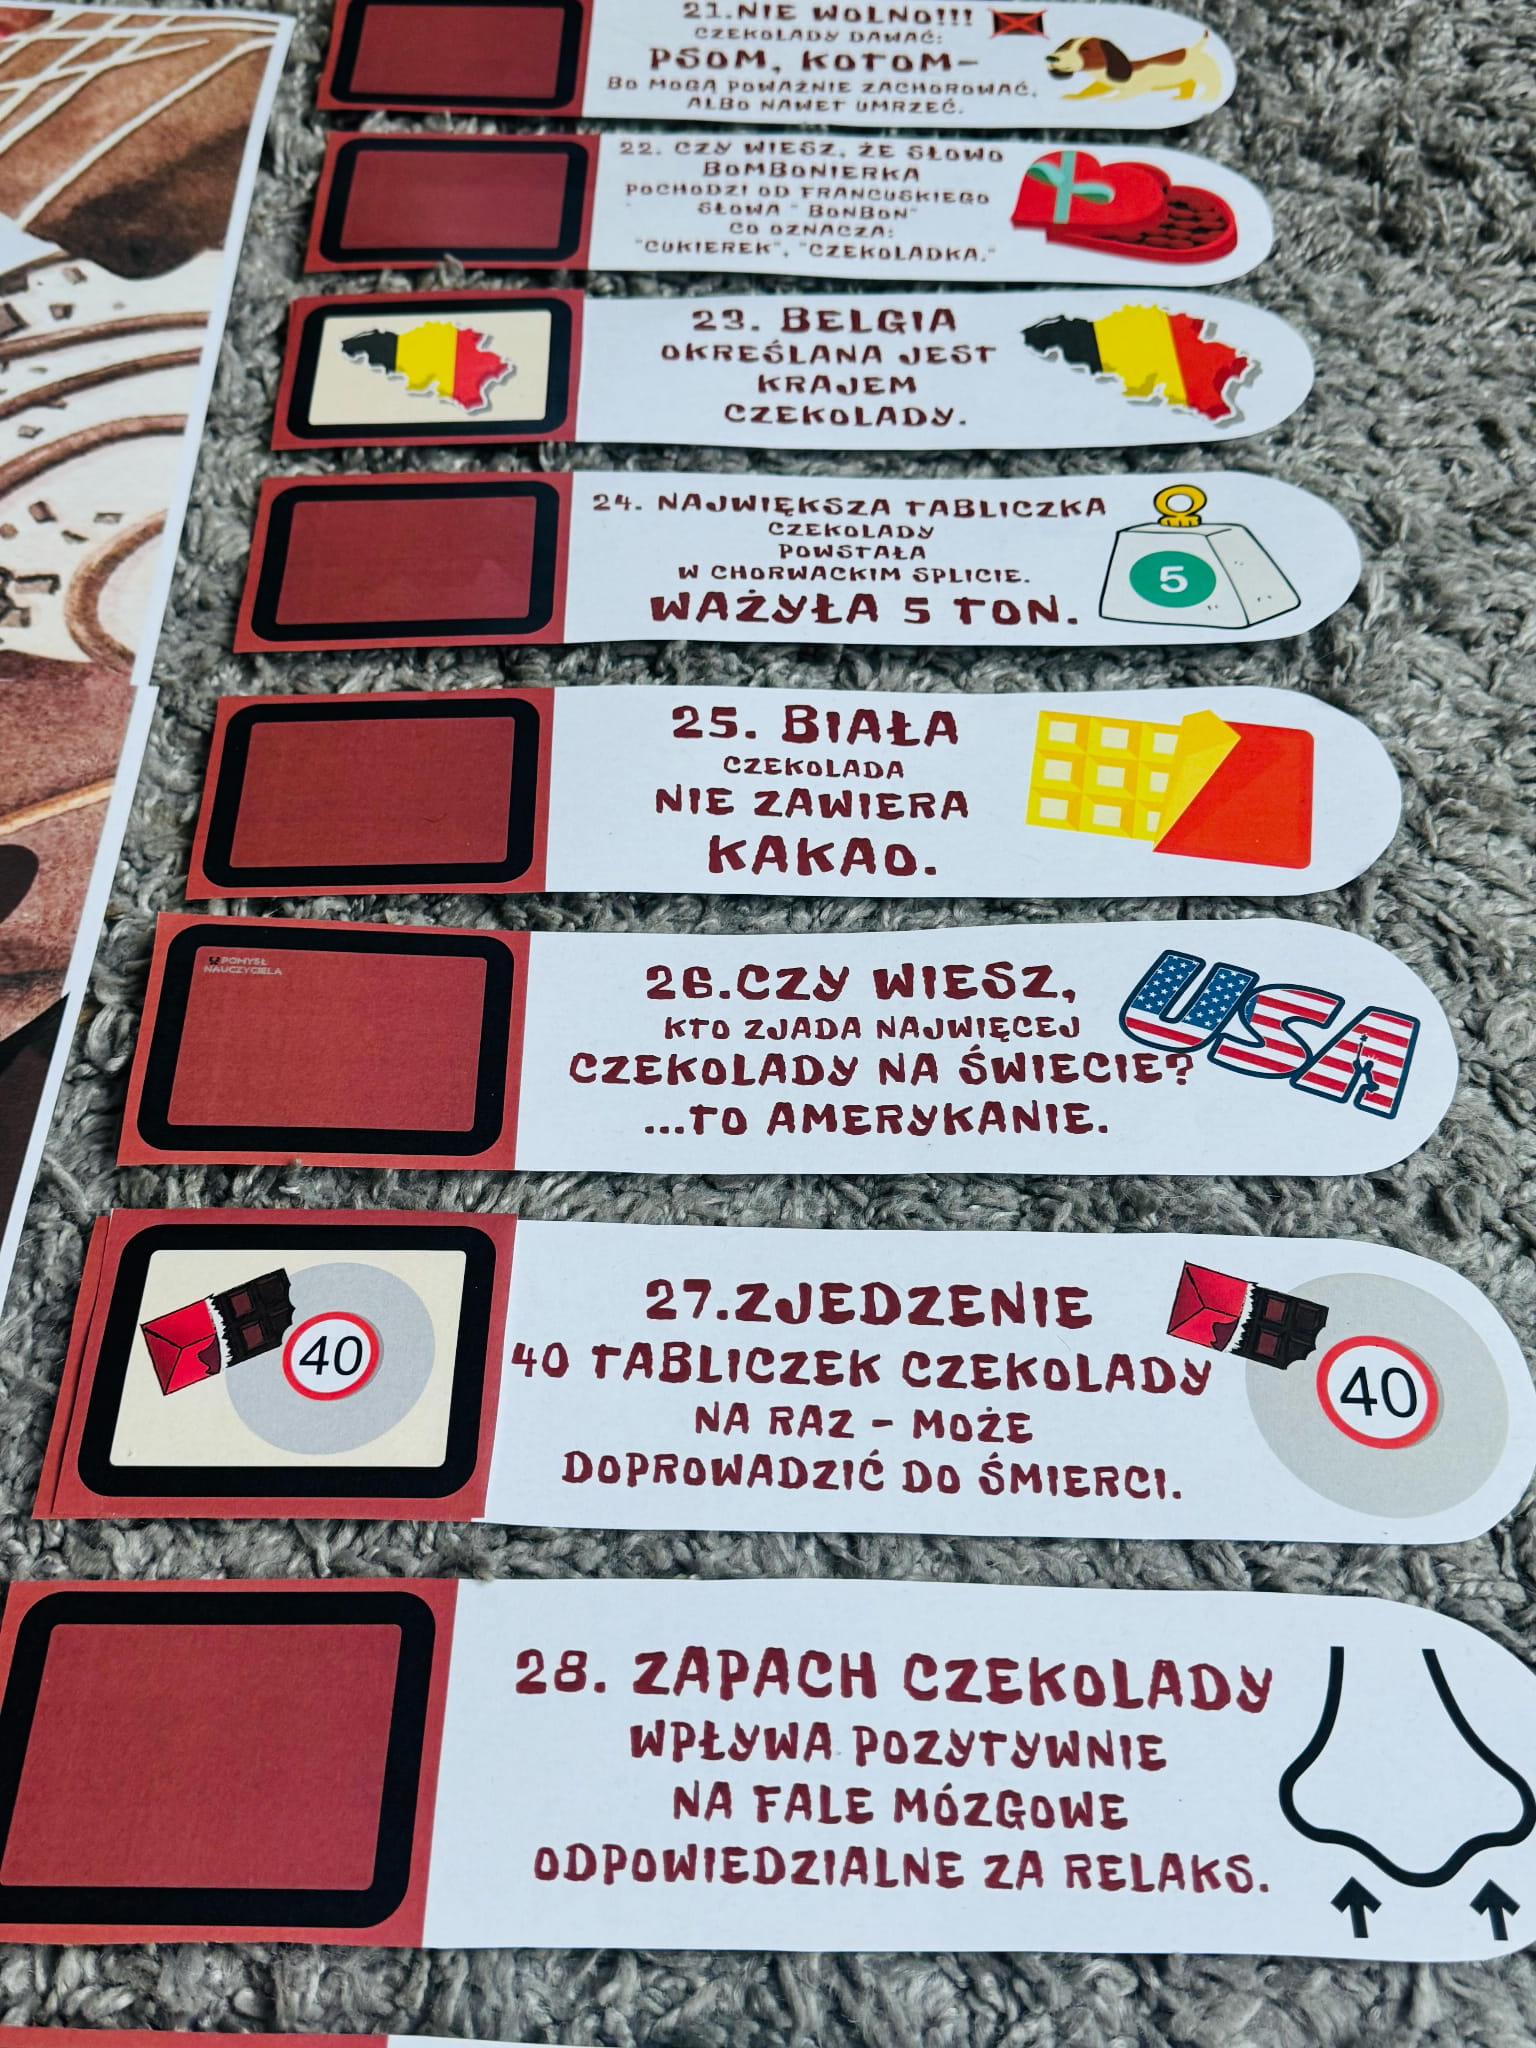 21.NIE WOLNO!!!
CZEKOLADY DAWAĆ:
PSOM, KOTOM-
BO MOGĄ POWAŻNIE ZACHOROWAĆ,
ALBO NAWET UMRZEĆ.
22. CZY WIESZ, ŻE SŁOWO
BOMBONIERKA
POCHODZI OD FRANCUSKIEGO
SŁOWA " BONBON"
CO OZNACZA:
"CUKIEREK", "CZEKOLADKA."
23. BELGIA
OKREŚLANA JEST
KRAJEM
CZEKOLADY.
24. NAJWIĘKSZA TABLICZKA
CZEKOLADY
POWSTAŁA
W CHORWACKIM SPLICIE.
WAŻYŁA 5 TON.
5
25. BIAŁA
CZEKOLADA
NIE ZAWIERA
KAKAO.
POMYSŁ
NAUCZYCIELA
26.CZY WIESZ,
KTO ZJADA NAJWIĘCEJ
CZEKOLADY NA ŚWIECIE?
...TO AMERYKANIE.
USA
40
27.ZJEDZENIE
40 TABLICZEK CZEKOLADY
NA RAZ - MOŻE
DOPROWADZIĆ DO ŚMIERCI.
40
28. ZAPACH CZEKOLADY
WPŁYWA POZYTYWNIE
NA FALE MÓZGOWE
ODPOWIEDZIALNE ZA RELAKS.